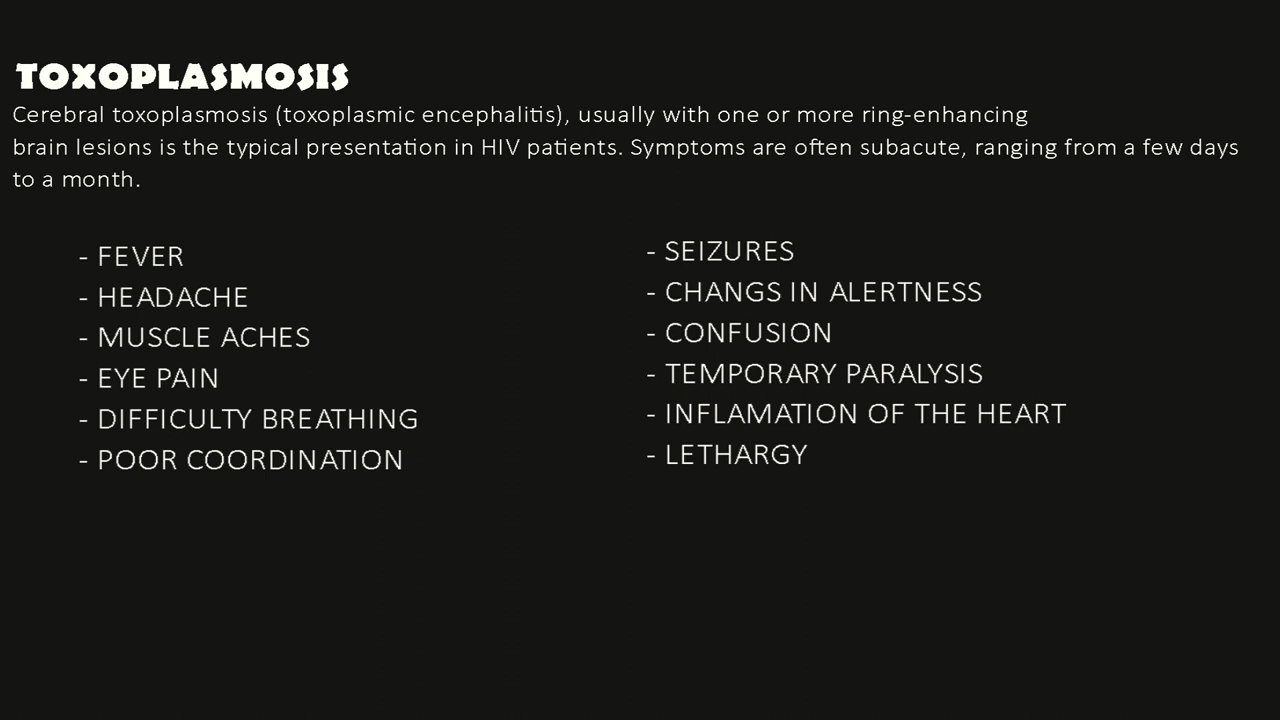 TOXOPLASMOSIS
Cerebral toxoplasmosis (toxoplasmic encephalitis), usually with one or more ring-enhancing
brain lesions is the typical presentation in HIV patients. Symptoms are often subacute, ranging from a few days
to a month.
- FEVER
- HEADACHE
- MUSCLE ACHES
- EYE PAIN
- DIFFICULTY BREATHING
- POOR COORDINATION
- SEIZURES
- CHANGS IN ALERTNESS
- CONFUSION
- TEMPORARY PARALYSIS
- INFLAMATION OF THE HEART
- LETHARGY